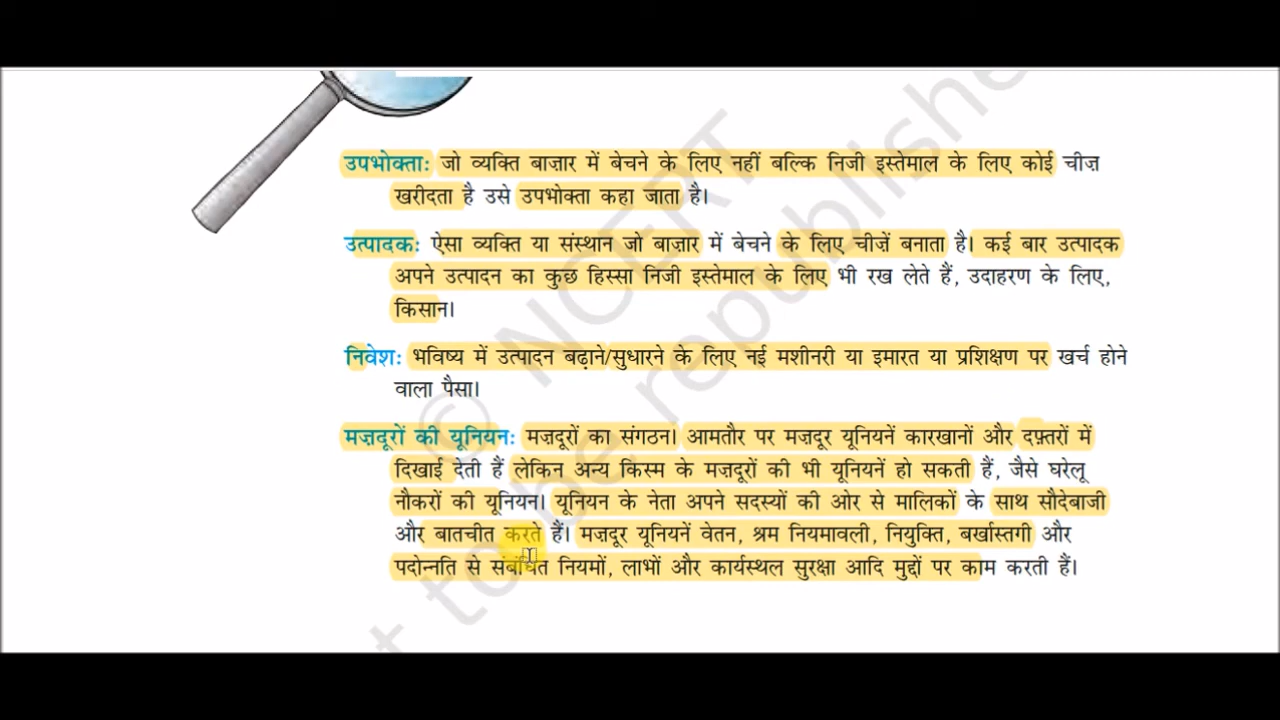 उपभोक्ताः जो व्यक्ति बाज़ार में बेचने के लिए नहीं बल्कि निजी इस्तेमाल के लिए कोई चीज़
खरीदता है उसे उपभोक्ता कहा जाता है।
उत्पादकः ऐसा व्यक्ति या संस्थान जो बाज़ार में बेचने के लिए चीज़ें बनाता है। कई बार उत्पादक
अपने उत्पादन का कुछ हिस्सा निजी इस्तेमाल के लिए भी रख लेते हैं, उदाहरण के लिए,
किसान।
निवेशः भविष्य में उत्पादन बढ़ाने/सुधारने के लिए नई मशीनरी या इमारत या प्रशिक्षण पर खर्च होने
वाला पैसा।
मज़दूरों की यूनियनः मज़दूरों का संगठन। आमतौर पर मज़दूर यूनियनें कारखानों और दफ़्तरों में
दिखाई देती हैं लेकिन अन्य किस्म के मज़दूरों की भी यूनियनें हो सकती हैं, जैसे घरेलू
नौकरों की यूनियन। यूनियन के नेता अपने सदस्यों की ओर से मालिकों के साथ सौदेबाजी
और बातचीत करते हैं। मज़दूर यूनियनें वेतन, श्रम नियमावली, नियुक्ति, बर्खास्तगी और
पदोन्नति से संबंधित नियमों, लाभों और कार्यस्थल सुरक्षा आदि मुद्दों पर काम करती हैं।
© NCERT
t to be republishe